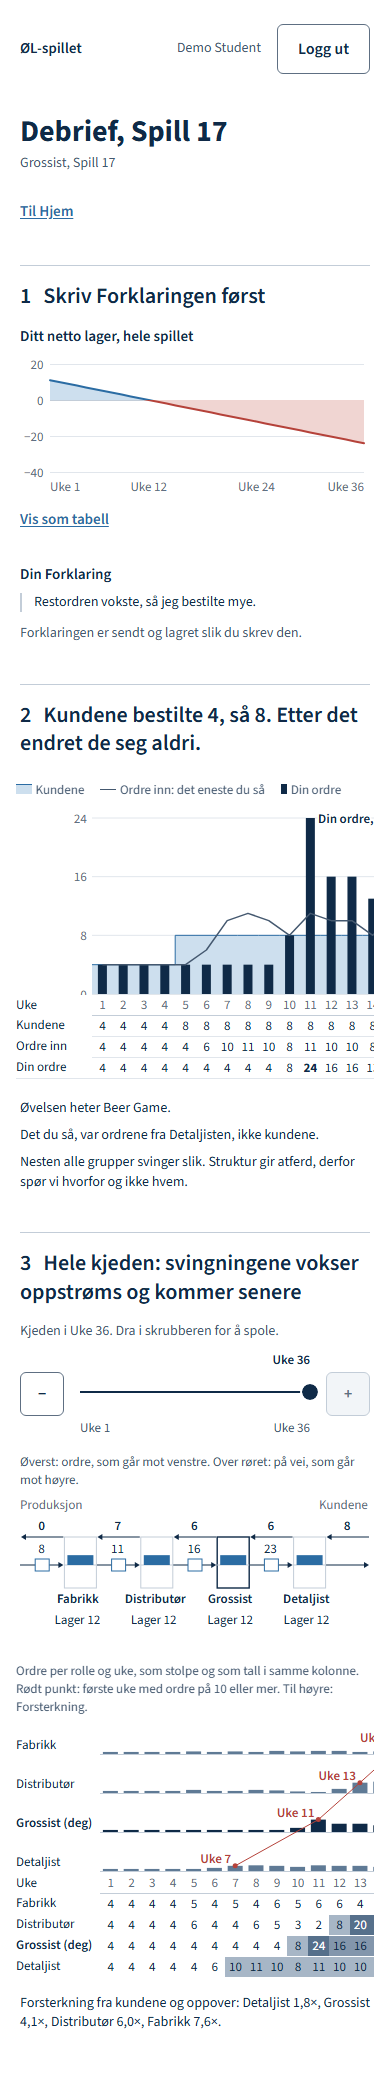 ØL-spillet
Demo Student
Logg ut
Debrief, Spill 17
Grossist, Spill 17
Til Hjem
1 Skriv Forklaringen først
Ditt netto lager, hele spillet
20
0
−20
−40
Uke 1 Uke 12 Uke 24 Uke 36
Vis som tabell
Din Forklaring
Restordren vokste, så jeg bestilte mye.
Forklaringen er sendt og lagret slik du skrev den.
2 Kundene bestilte 4, så 8. Etter det
endret de seg aldri.
Kundene Ordre inn: det eneste du så Din ordre
24
Din ordre,
16
8
0
Uke 1 2 3 4 5 6 7 8 9 10 11 12 13
Kundene 4 4 4 4 8 8 8 8 8 8 8 8 8
Ordre inn 4 4 4 4 4 6 10 11 10 8 11 10 10
Din ordre 4 4 4 4 4 4 4 4 4 8 24 16 16
Øvelsen heter Beer Game.
Det du så, var ordrene fra Detaljisten, ikke kundene.
Nesten alle grupper svinger slik. Struktur gir atferd, derfor
spør vi hvorfor og ikke hvem.
3 Hele kjeden: svingningene vokser
oppstrøms og kommer senere
Kjeden i Uke 36. Dra i skrubberen for å spole.
Uke 36
− +
Uke 1 Uke 36
Øverst: ordre, som går mot venstre. Over røret: på vei, som går
mot høyre.
Produksjon Kundene
0 7 6 6 8
8 11 16 23
Fabrikk Distributør Grossist Detaljist
Lager 12 Lager 12 Lager 12 Lager 12
Ordre per rolle og uke, som stolpe og som tall i samme kolonne.
Rødt punkt: første uke med ordre på 10 eller mer. Til høyre:
Forsterkning.
Fabrikk
Distributør Uke 13
Grossist (deg) Uke 11
Detaljist Uke 7
Uke 1 2 3 4 5 6 7 8 9 10 11 12 13
Fabrikk 4 4 4 4 5 4 5 4 6 5 6 6 4
Distributør 4 4 4 4 6 4 4 6 5 3 2 8 20
Grossist (deg) 4 4 4 4 4 4 4 4 4 8 24 16 16
Detaljist 4 4 4 4 4 6 10 11 10 8 11 10 10
Forsterkning fra kundene og oppover: Detaljist 1,8×, Grossist
4,1×, Distributør 6,0×, Fabrikk 7,6×.